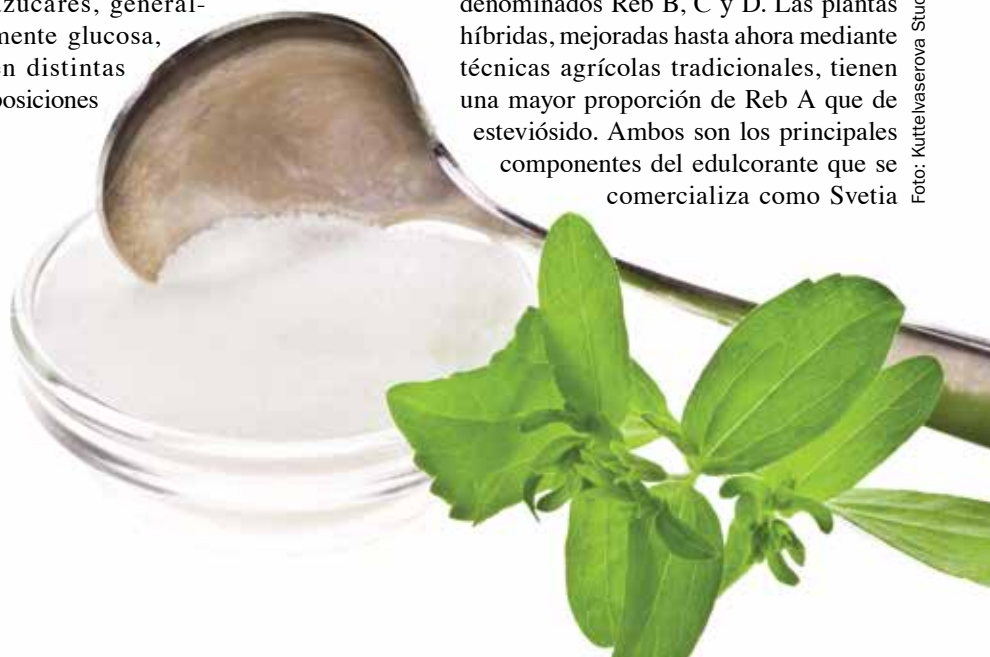 azúcares, general-
mente glucosa,
en distintas
posiciones
denominados Reb B, C y D. Las plantas
híbridas, mejoradas hasta ahora mediante
técnicas agrícolas tradicionales, tienen
una mayor proporción de Reb A que de
esteviósido. Ambos son los principales
componentes del edulcorante que se
comercializa como Svetia
Foto: Kuttelvaserova